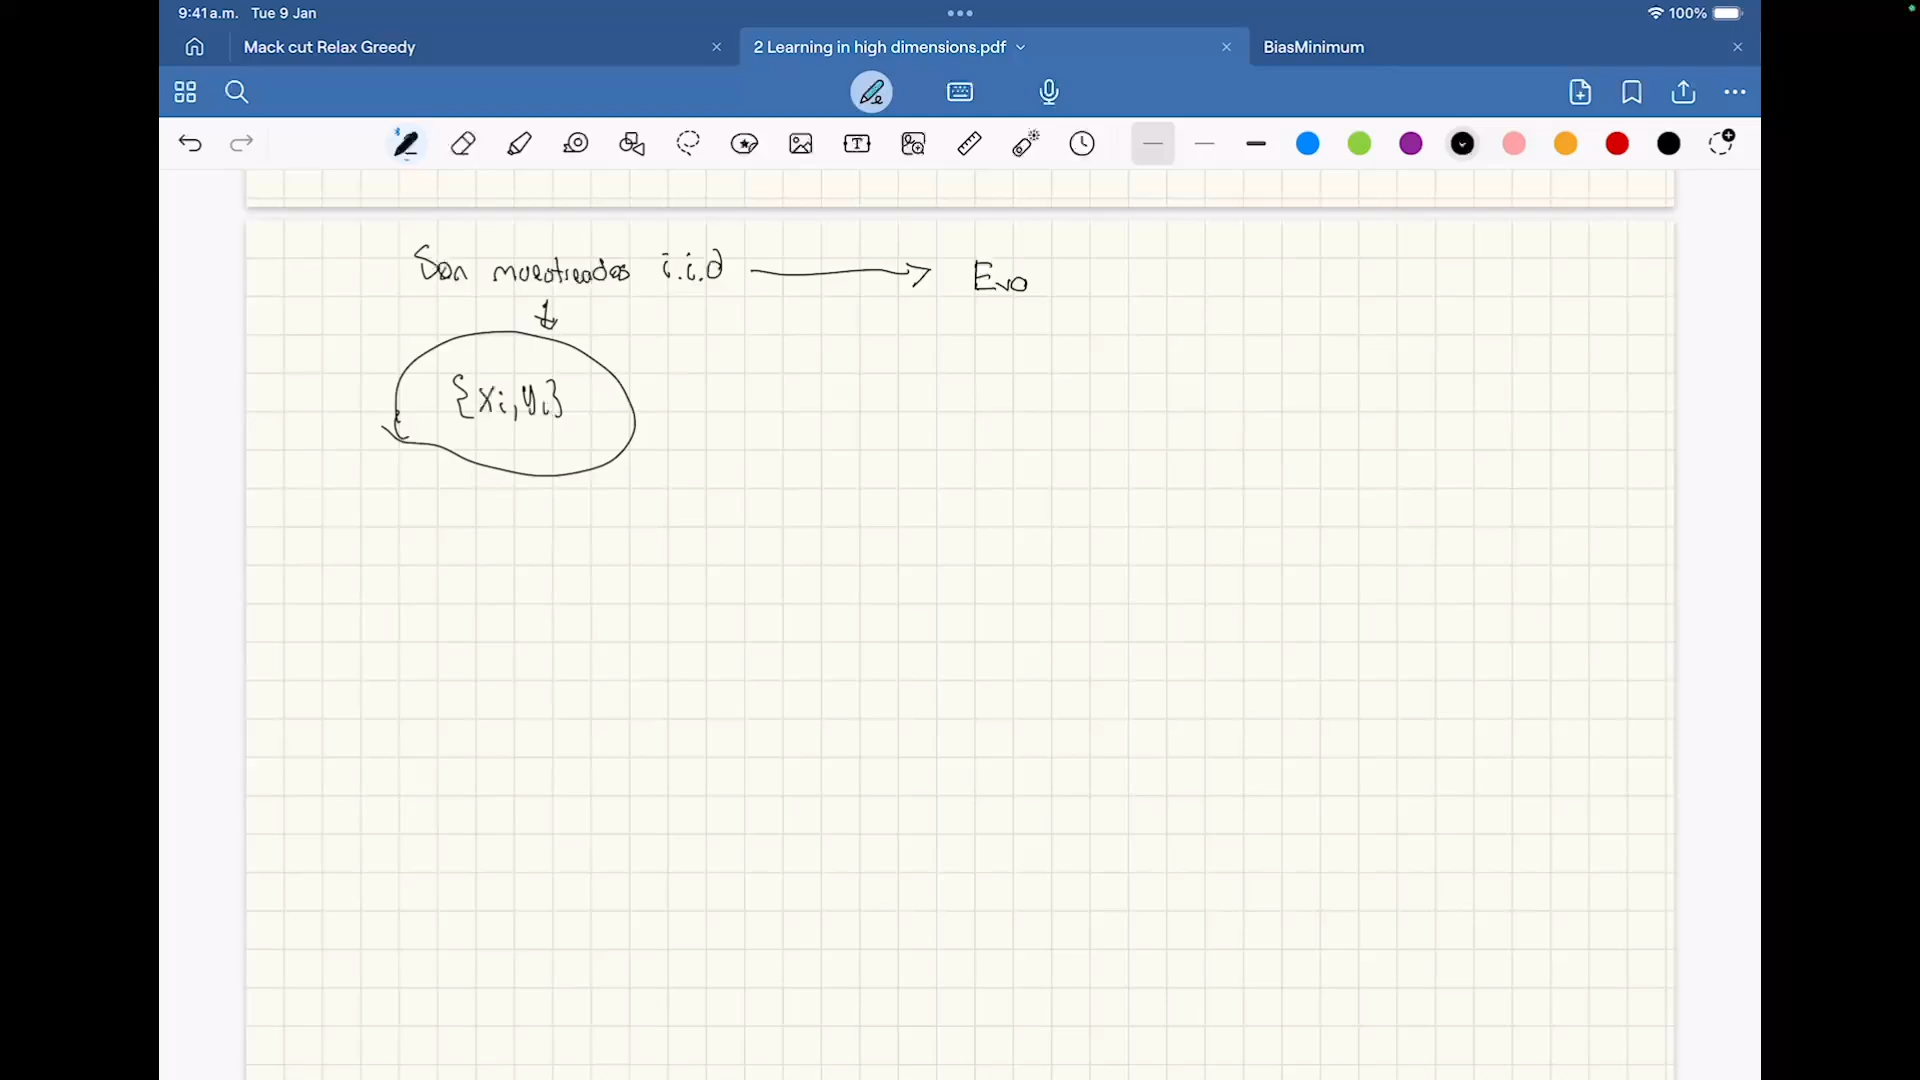 9:41 a.m. Tue 9 Jan
100%
Mack cut Relax Greedy
2 Learning in high dimensions.pdf
BiasMinimum
Son muestreados i.i.d → Eva
↓
{xi, yi}